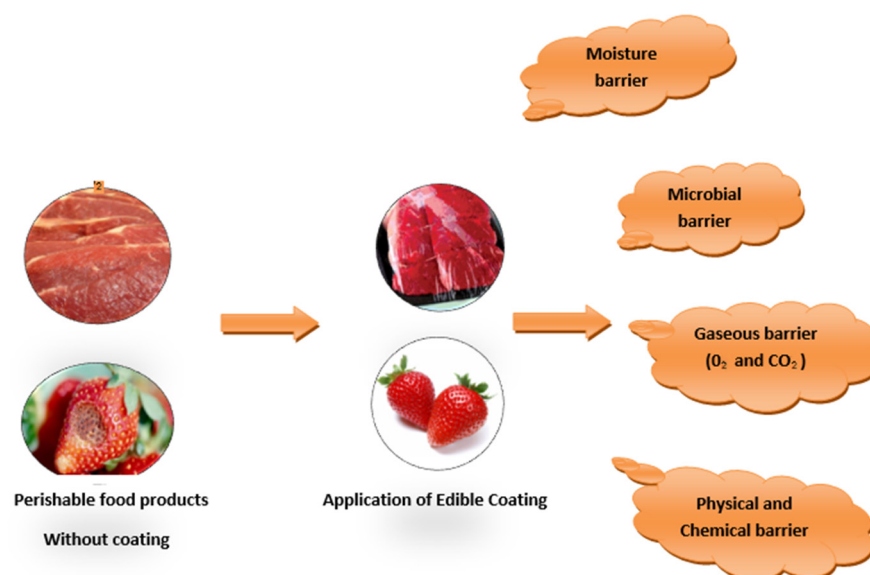 Moisture
barrier
2
Microbial
barrier
Gaseous barrier
(0₂ and CO₂)
Perishable food products
Without coating
Application of Edible Coating
Physical and
Chemical barrier